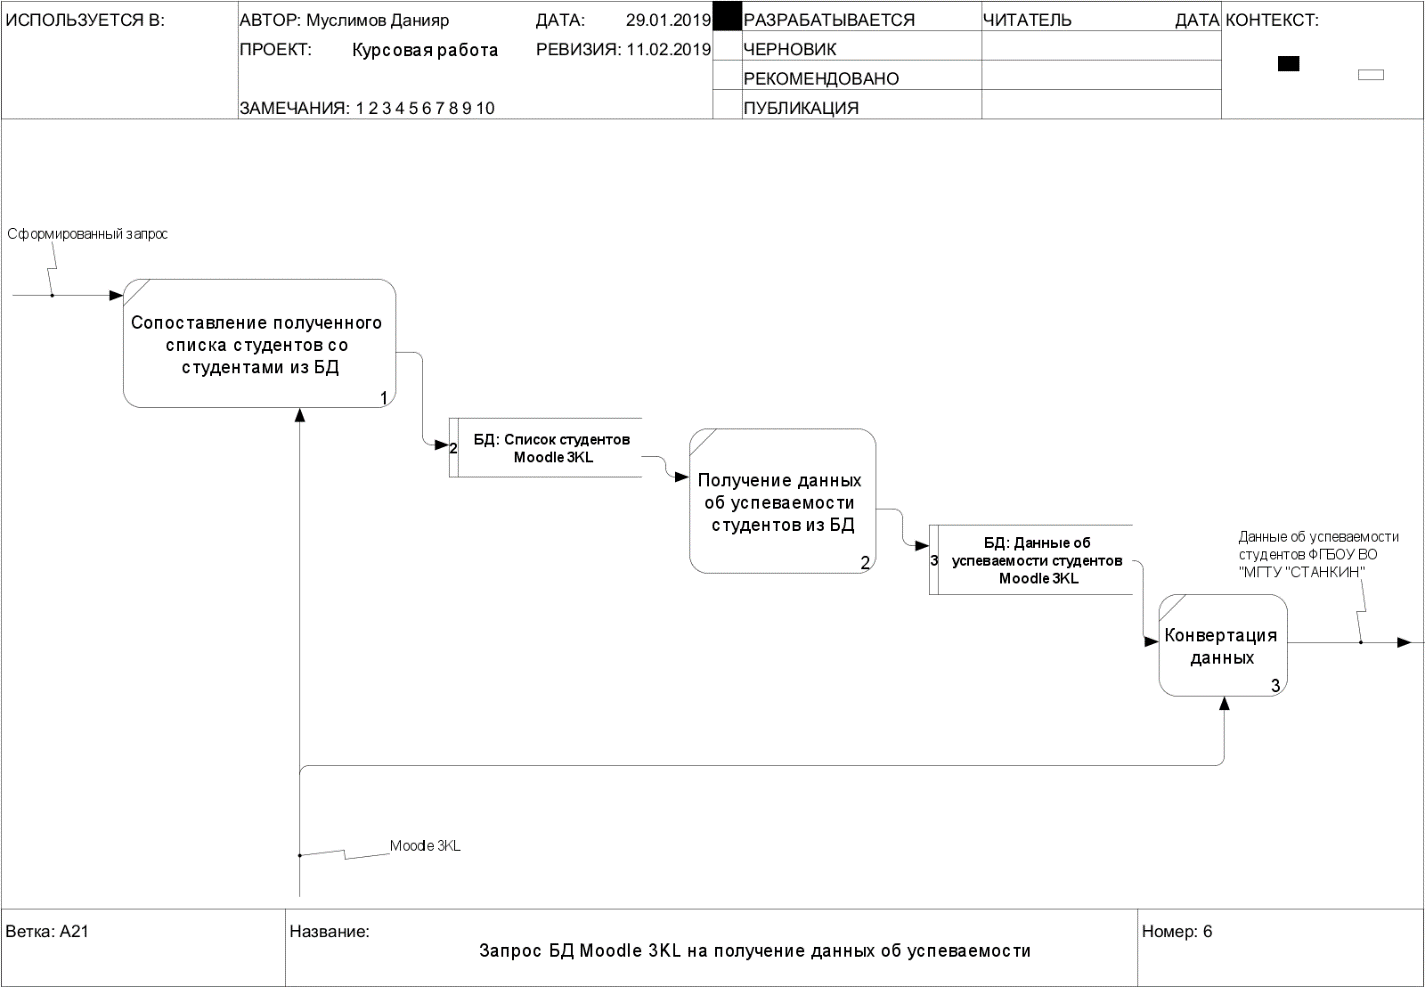 ИСПОЛЬЗУЕТСЯ В:
АВТОР: Муслимов Данияр
ДАТА: 29.01.2019
ПРОЕКТ: Курсовая работа
РЕВИЗИЯ: 11.02.2019
ЗАМЕЧАНИЯ: 1 2 3 4 5 6 7 8 9 10
РАЗРАБАТЫВАЕТСЯ
ЧЕРНОВИК
РЕКОМЕНДОВАНО
ПУБЛИКАЦИЯ
ЧИТАТЕЛЬ
ДАТА
КОНТЕКСТ:
Сформированный запрос
Сопоставление полученного
списка студентов со
студентами из БД
1
2
БД: Список студентов
Moodle 3KL
Получение данных
об успеваемости
студентов из БД
2
3
БД: Данные об
успеваемости студентов
Moodle 3KL
Данные об успеваемости
студентов ФГБОУ ВО
"МГТУ "СТАНКИН"
Конвертация
данных
3
Moodle 3KL
Ветка: A21
Название:
Запрос БД Moodle 3KL на получение данных об успеваемости
Номер: 6